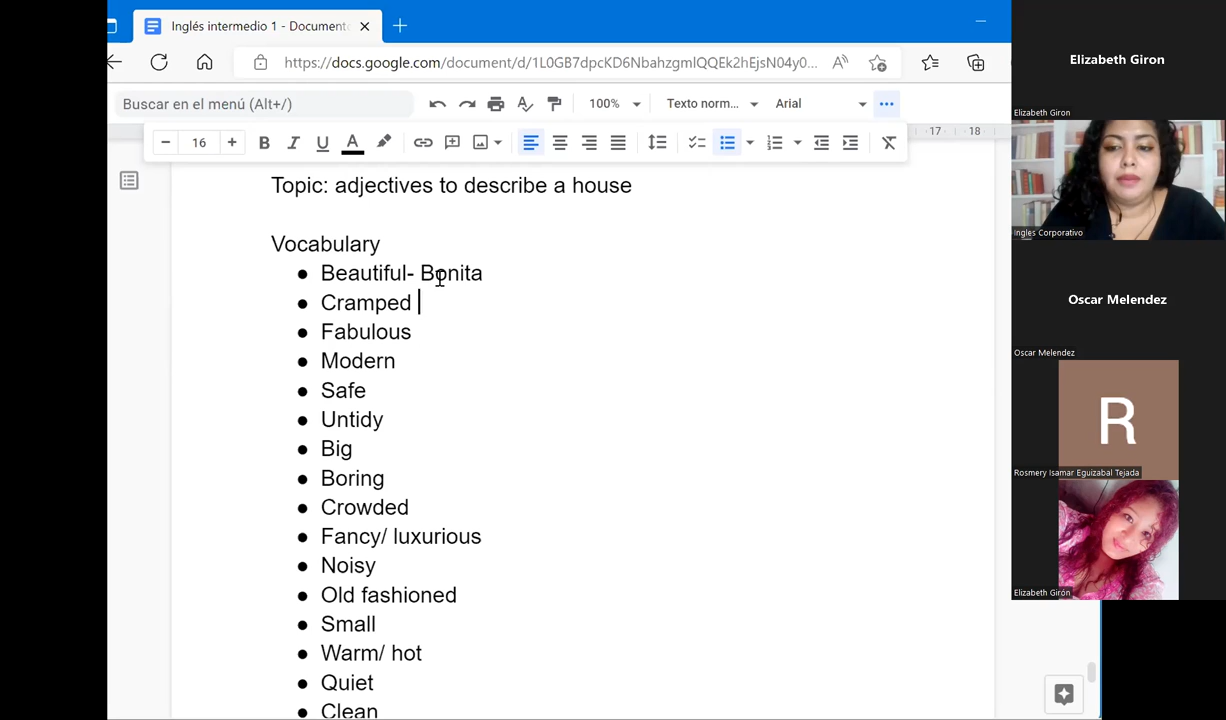 Inglés intermedio 1 - Document
https://docs.google.com/document/d/1L0GB7dpcKD6NbahzgmlQQEk2hEjsN04y0...
Buscar en el menú (Alt+/)
100%
Texto norm...
Arial
16
17 18
Topic: adjectives to describe a house
Vocabulary
● Beautiful- Bonita
● Cramped
● Fabulous
● Modern
● Safe
● Untidy
● Big
● Boring
● Crowded
● Fancy/ luxurious
● Noisy
● Old fashioned
● Small
● Warm/ hot
● Quiet
● Clean
Elizabeth Giron
Elizabeth Giron
Ingles Corporativo
Oscar Melendez
Oscar Melendez
R
Rosmery Isamar Eguizabal Tejada
Elizabeth Girón